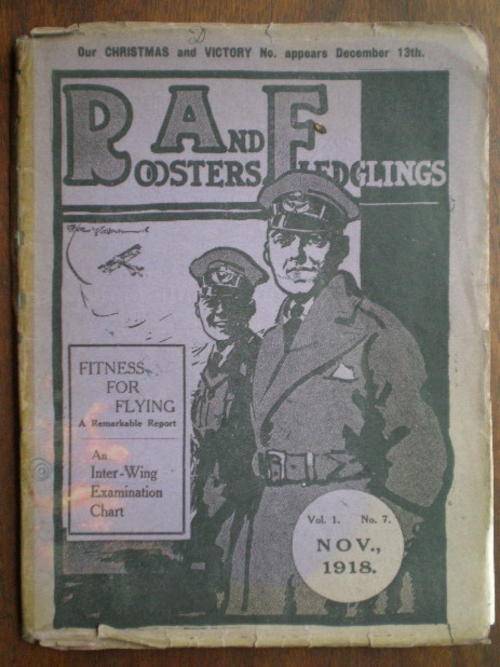 Our CHRISTMAS and VICTORY No. appears December 13th.
ROOSTERS AND FLEDGLINGS
FITNESS
FOR
FLYING
A Remarkable Report
An
Inter-Wing
Examination
Chart
Vol. 1. No. 7.
NOV.,
1918.